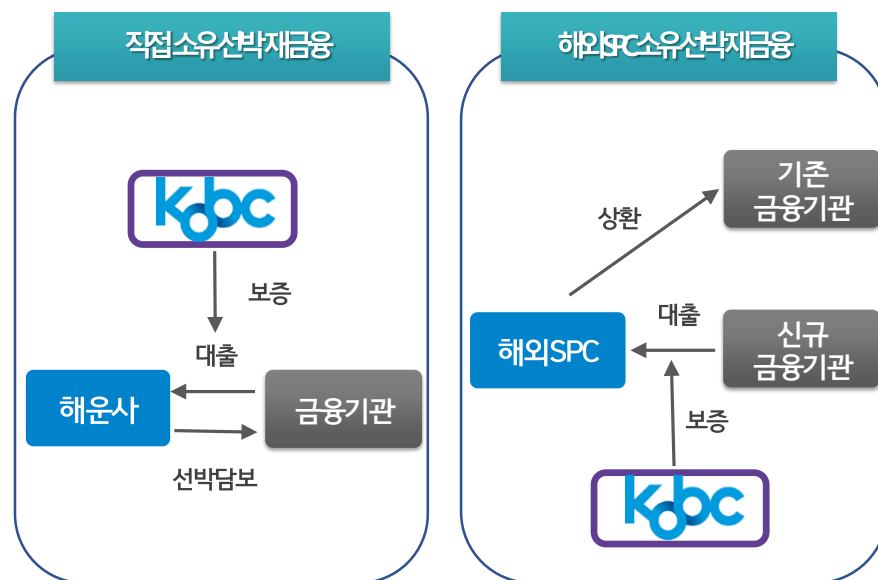 직접소유선박재금융
kobc
보증
대출
해운사
금융기관
선박담보
해외SPC소유선박재금융
기존
금융기관
상환
대출
해외SPC
신규
금융기관
보증
kobc